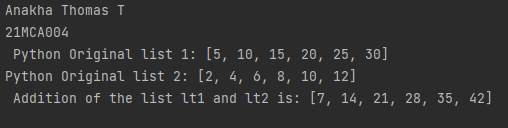 Anakha Thomas T
21MCA004
Python Original list 1: [5, 10, 15, 20, 25, 30]
Python Original list 2: [2, 4, 6, 8, 10, 12]
Addition of the list lt1 and lt2 is: [7, 14, 21, 28, 35, 42]